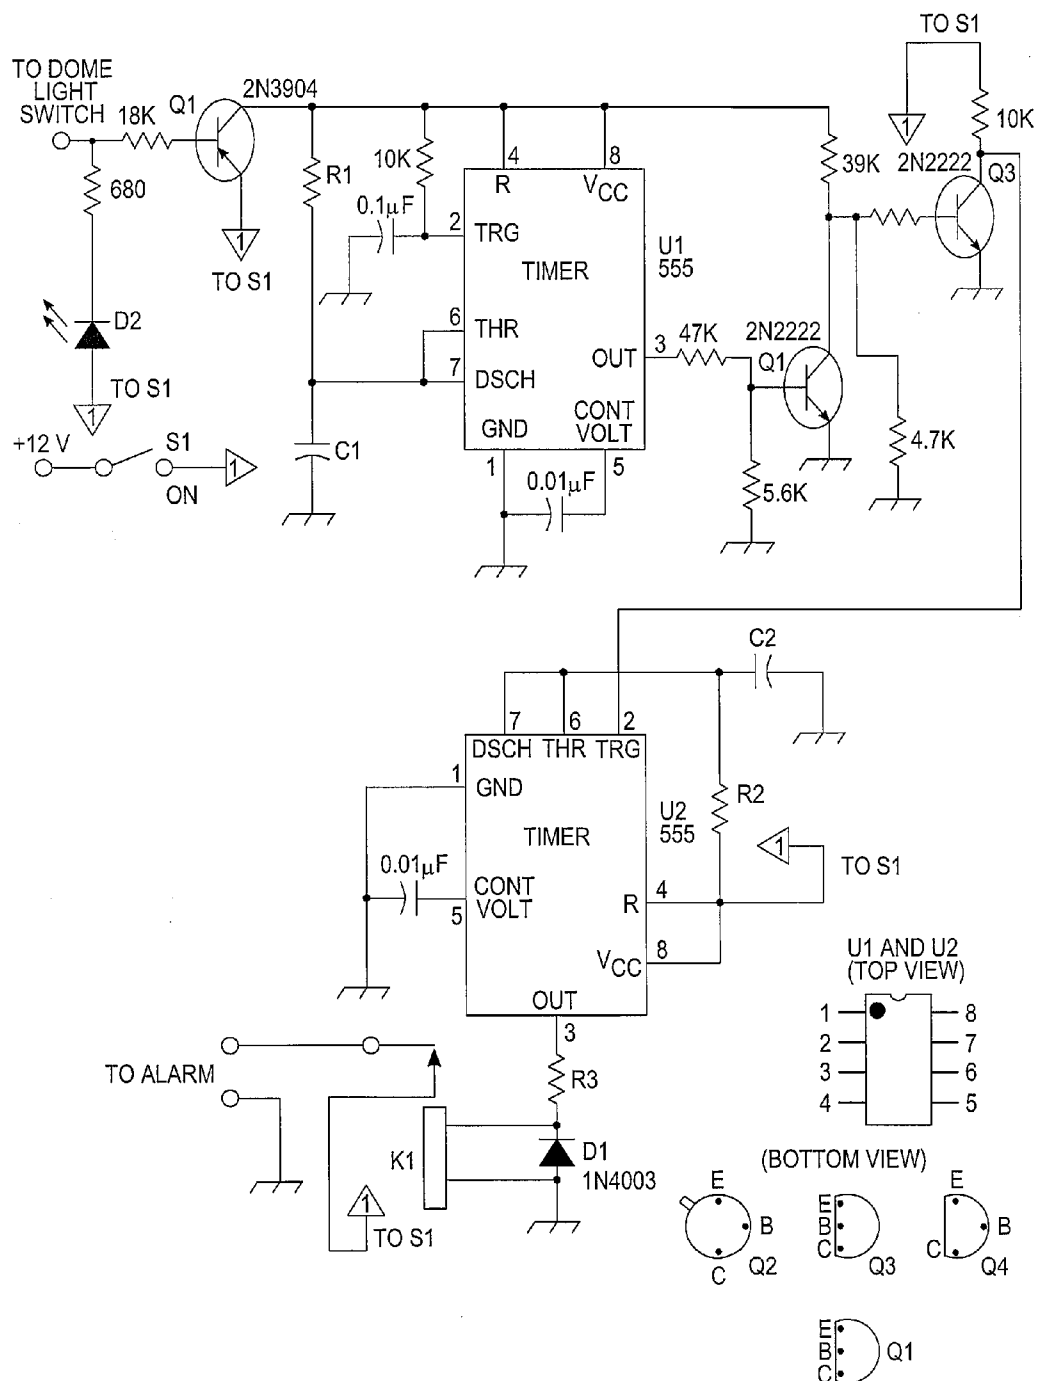 TO S1
1
10K
TO DOME
LIGHT
SWITCH
18K
Q1
2N3904
680
1
TO S1
D2
TO S1
1
+12 V
S1
ON
1
R1
10K
0.1µF
C1
4
R
8
VCC
2
TRG
TIMER
U1
555
6
THR
7
DSCH
OUT
3
CONT
VOLT
GND
1
5
0.01µF
47K
2N2222
Q1
5.6K
39K
2N2222
Q3
4.7K
C2
7
6
2
DSCH
THR
TRG
1
GND
TIMER
U2
555
R2
1
TO S1
0.01µF
CONT
VOLT
5
R
4
VCC
8
OUT
3
TO ALARM
R3
K1
D1
1N4003
1
TO S1
U1 AND U2
(TOP VIEW)
1
8
2
7
3
6
4
5
(BOTTOM VIEW)
E
B
C
Q2
E
B
C
Q3
E
B
C
Q4
E
B
C
Q1